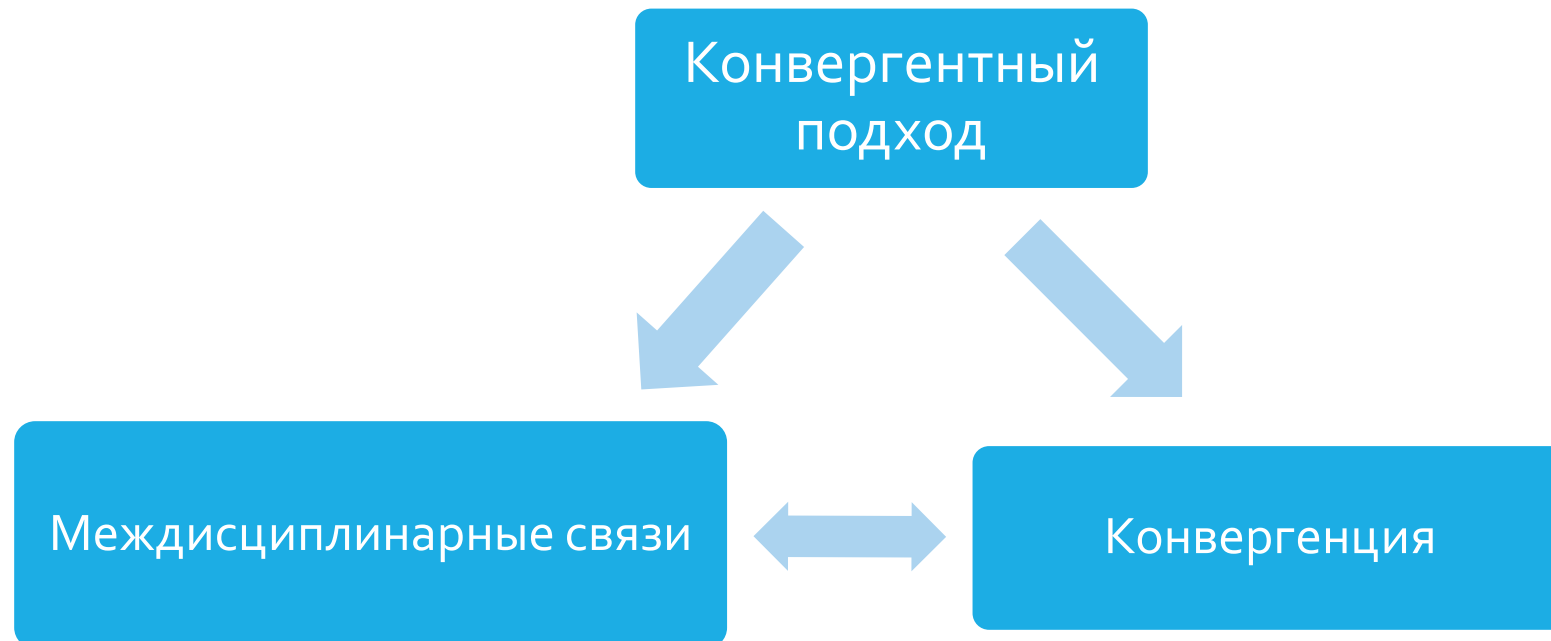 Конвергентный
подход
Междисциплинарные связи
Конвергенция